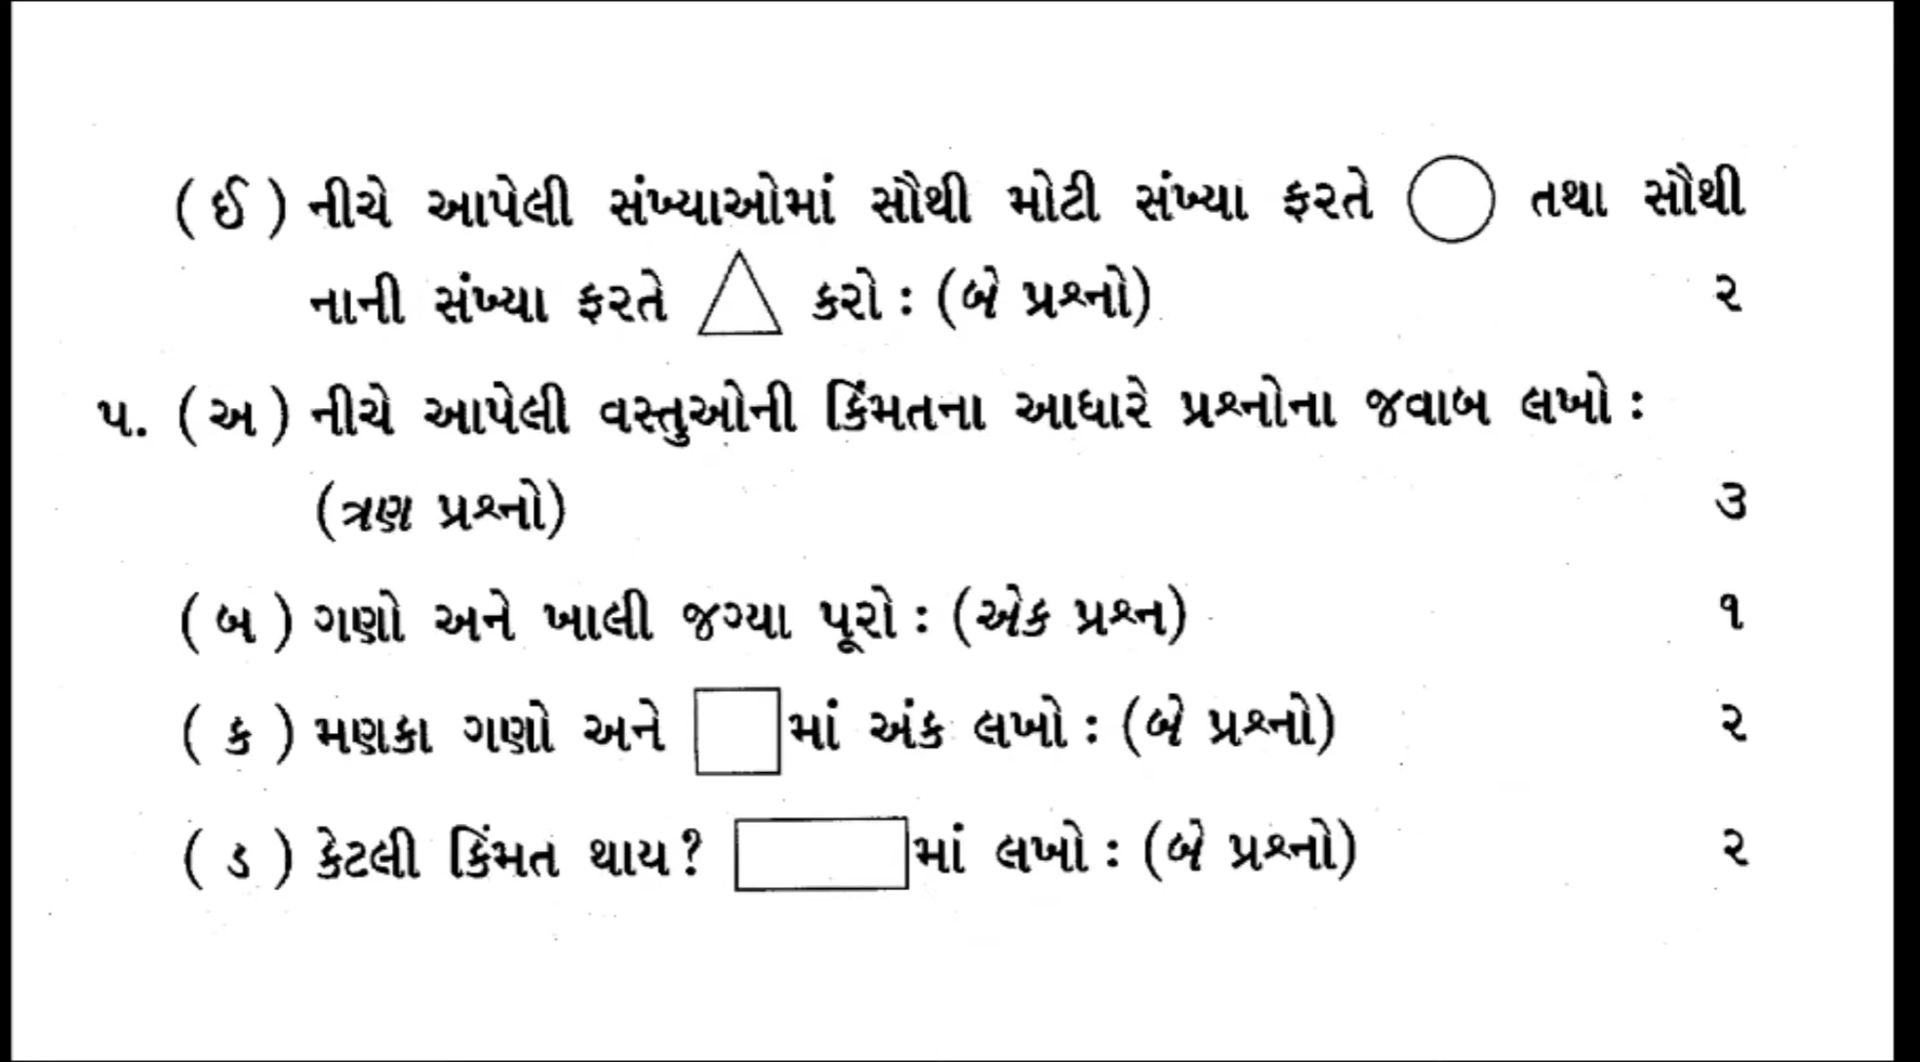 (ઈ) નીચે આપેલી સંખ્યાઓમાં સૌથી મોટી સંખ્યા ફરતે ◯ તથા સૌથી
નાની સંખ્યા ફરતે △ કરો : (બે પ્રશ્નો) ૨
૫. (અ) નીચે આપેલી વસ્તુઓની કિંમતના આધારે પ્રશ્નોના જવાબ લખો :
(ત્રણ પ્રશ્નો) ૩
(બ) ગણો અને ખાલી જગ્યા પૂરો : (એક પ્રશ્ન) ૧
(ક) મણકા ગણો અને □માં અંક લખો : (બે પ્રશ્નો) ૨
(ડ) કેટલી કિંમત થાય? ▭માં લખો : (બે પ્રશ્નો) ૨